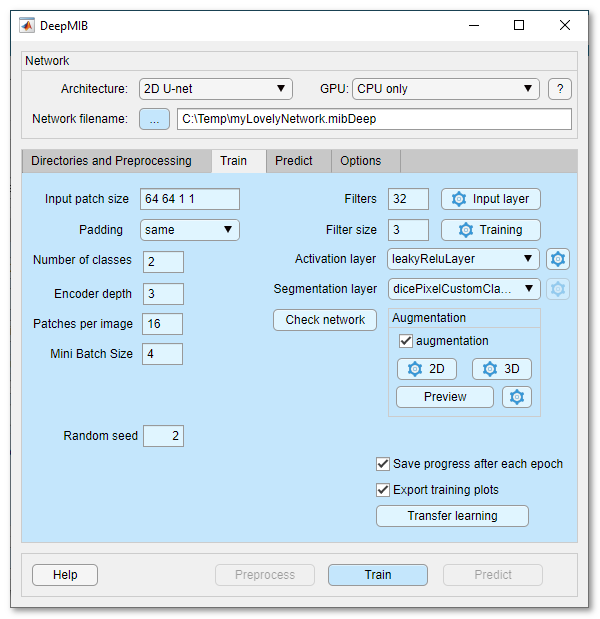 DeepMIB
Network
Architecture: 2D U-net GPU: CPU only ?
Network filename: ... C:\Temp\myLovelyNetwork.mibDeep
Directories and Preprocessing Train Predict Options
Input patch size 64 64 1 1 Filters 32 Input layer
Padding same Filter size 3 Training
Number of classes 2 Activation layer leakyReluLayer
Encoder depth 3 Segmentation layer dicePixelCustomCla...
Patches per image 16 Check network Augmentation
augmentation
Mini Batch Size 4 2D 3D
Preview
Random seed 2
Save progress after each epoch
Export training plots
Transfer learning
Help Preprocess Train Predict